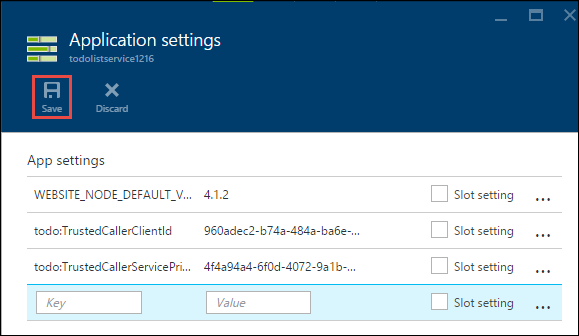 Application settings
todolistservice1216
Save Discard
App settings
WEBSITE_NODE_DEFAULT_V... 4.1.2 Slot setting ...
todo:TrustedCallerClientId 960adec2-b74a-484a-ba6e-... Slot setting ...
todo:TrustedCallerServicePri... 4f4a94a4-6f0d-4072-9a1b-... Slot setting ...
Key Value Slot setting ...